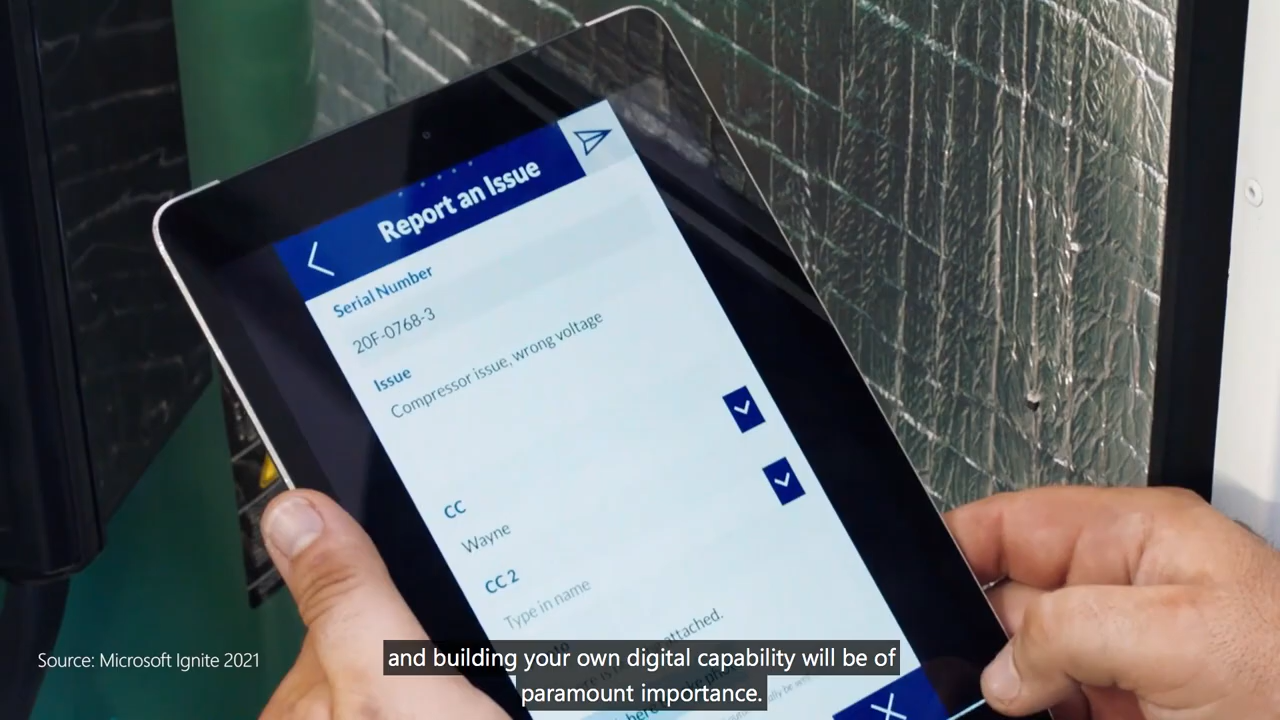 Report an Issue
Serial Number
20F-0768-3
Issue
Compressor issue, wrong voltage
CC
Wayne
CC 2
Type in name
attached.
Source: Microsoft Ignite 2021
and building your own digital capability will be of
paramount importance.